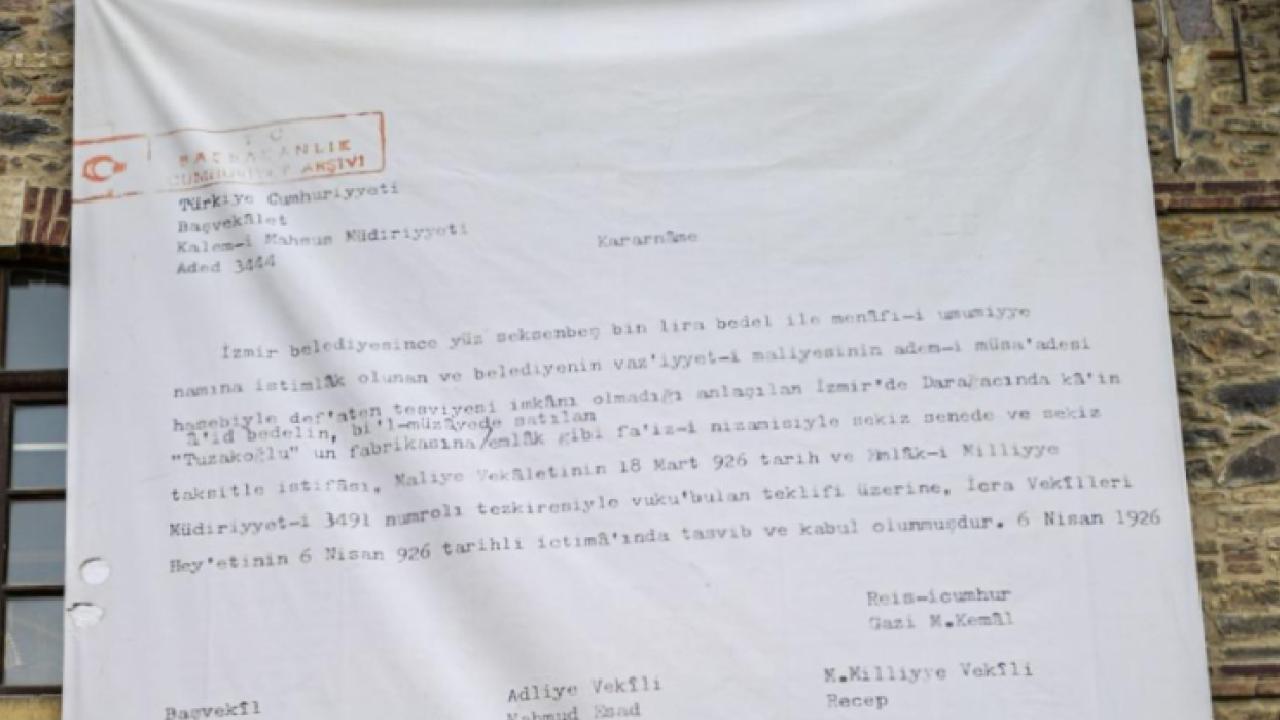 T C
BAŞBAKANLIK
CUMHURİYET ARŞİVİ
Türkiye Cumhuriyyeti
Başvekâlet
Kalem-i Mahsus Müdiriyyeti
Aded 3444
Kararnâme
İzmir belediyesince yüz seksenbeş bin lira bedel ile menâfi-i umumiyye
namına istimlâk olunan ve belediyenin vaz'iyyet-i maliyesinin adem-i müsa'adesi
hasebiyle def'aten tesviyesi imkânı olmadığı anlaşılan İzmir'de Darağacında kâ'in
â'id bedelin, bi'l-müzâyede satılan
"Tuzakoğlu" un fabrikasına/emlâk gibi fa'iz-i nizamisiyle sekiz senede ve sekiz
taksitle istifâsı, Maliye Vekâletinin 18 Mart 926 tarih ve Emlâk-i Milliyye
Müdiriyyet-i 3491 numrolı tezkiresiyle vuku'bulan teklifi üzerine, İcra Vekîlleri
Hey'etinin 6 Nisan 926 tarihli ictimâ'ında tasvib ve kabul olunmuşdur. 6 Nisan 1926
Reis-icumhur
Gazi M.Kemâl
Başvekîl
Adliye Vekîli
Mahmud Esad
M.Milliyye Vekîli
Recep